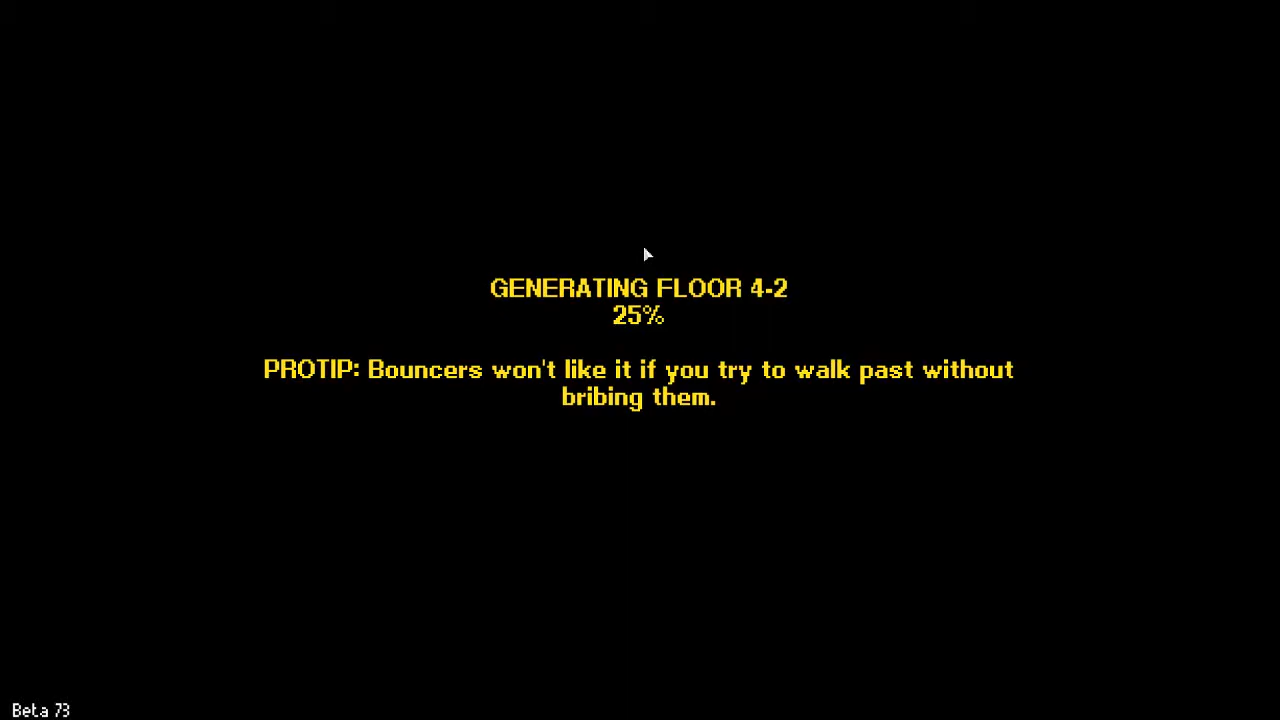 GENERATING FLOOR 4-2
25%
PROTIP: Bouncers won't like it if you try to walk past without
bribing them.
Beta 73